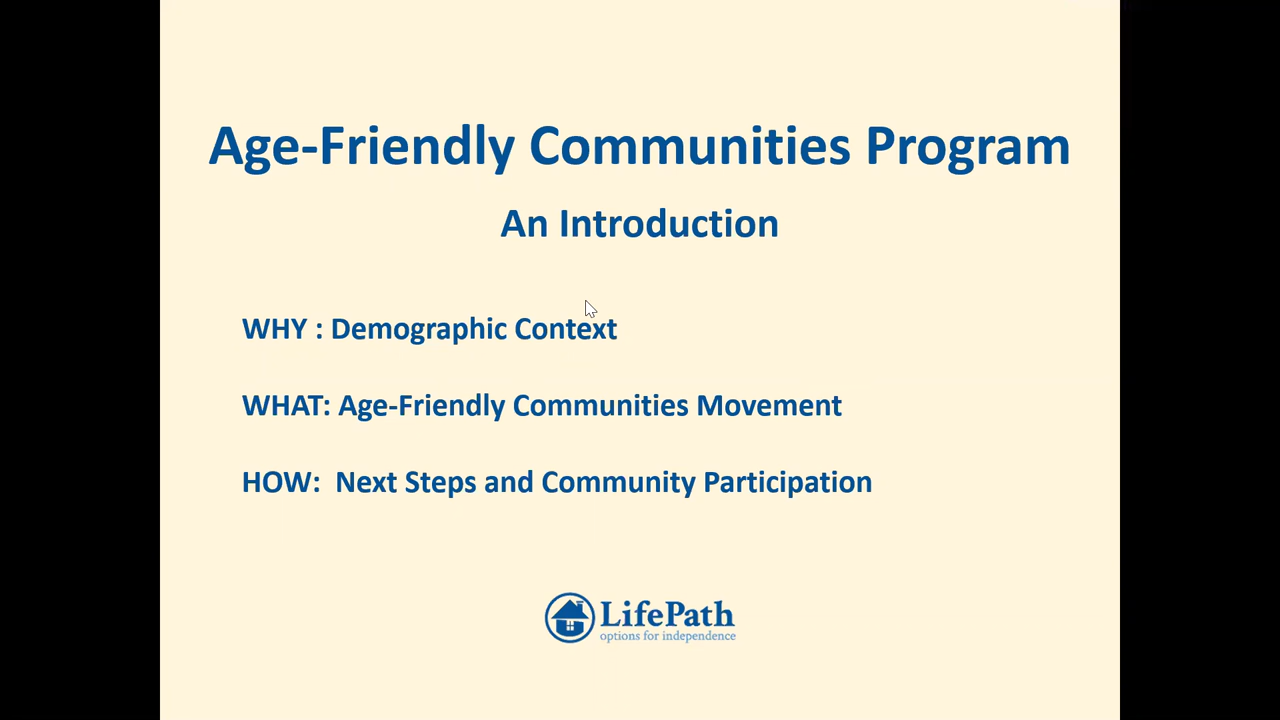 Age-Friendly Communities Program
An Introduction
WHY : Demographic Context
WHAT: Age-Friendly Communities Movement
HOW:  Next Steps and Community Participation
LifePath
options for independence